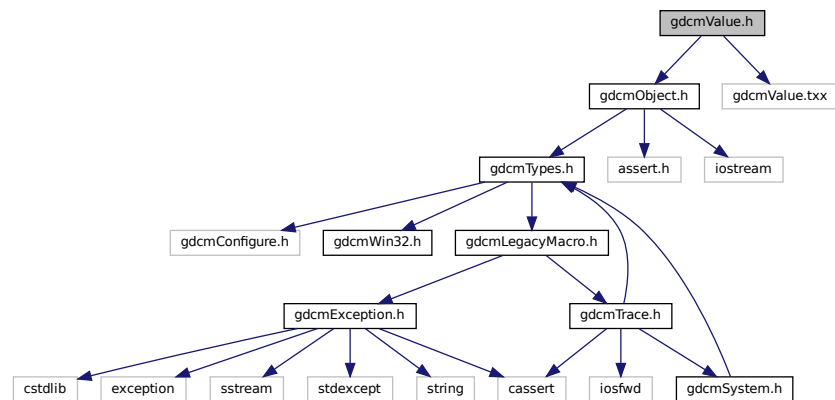 gdcmValue.h
gdcmObject.h
gdcmValue.txx
gdcmTypes.h
assert.h
iostream
gdcmConfigure.h
gdcmWin32.h
gdcmLegacyMacro.h
gdcmException.h
gdcmTrace.h
cstdlib
exception
sstream
stdexcept
string
cassert
iosfwd
gdcmSystem.h